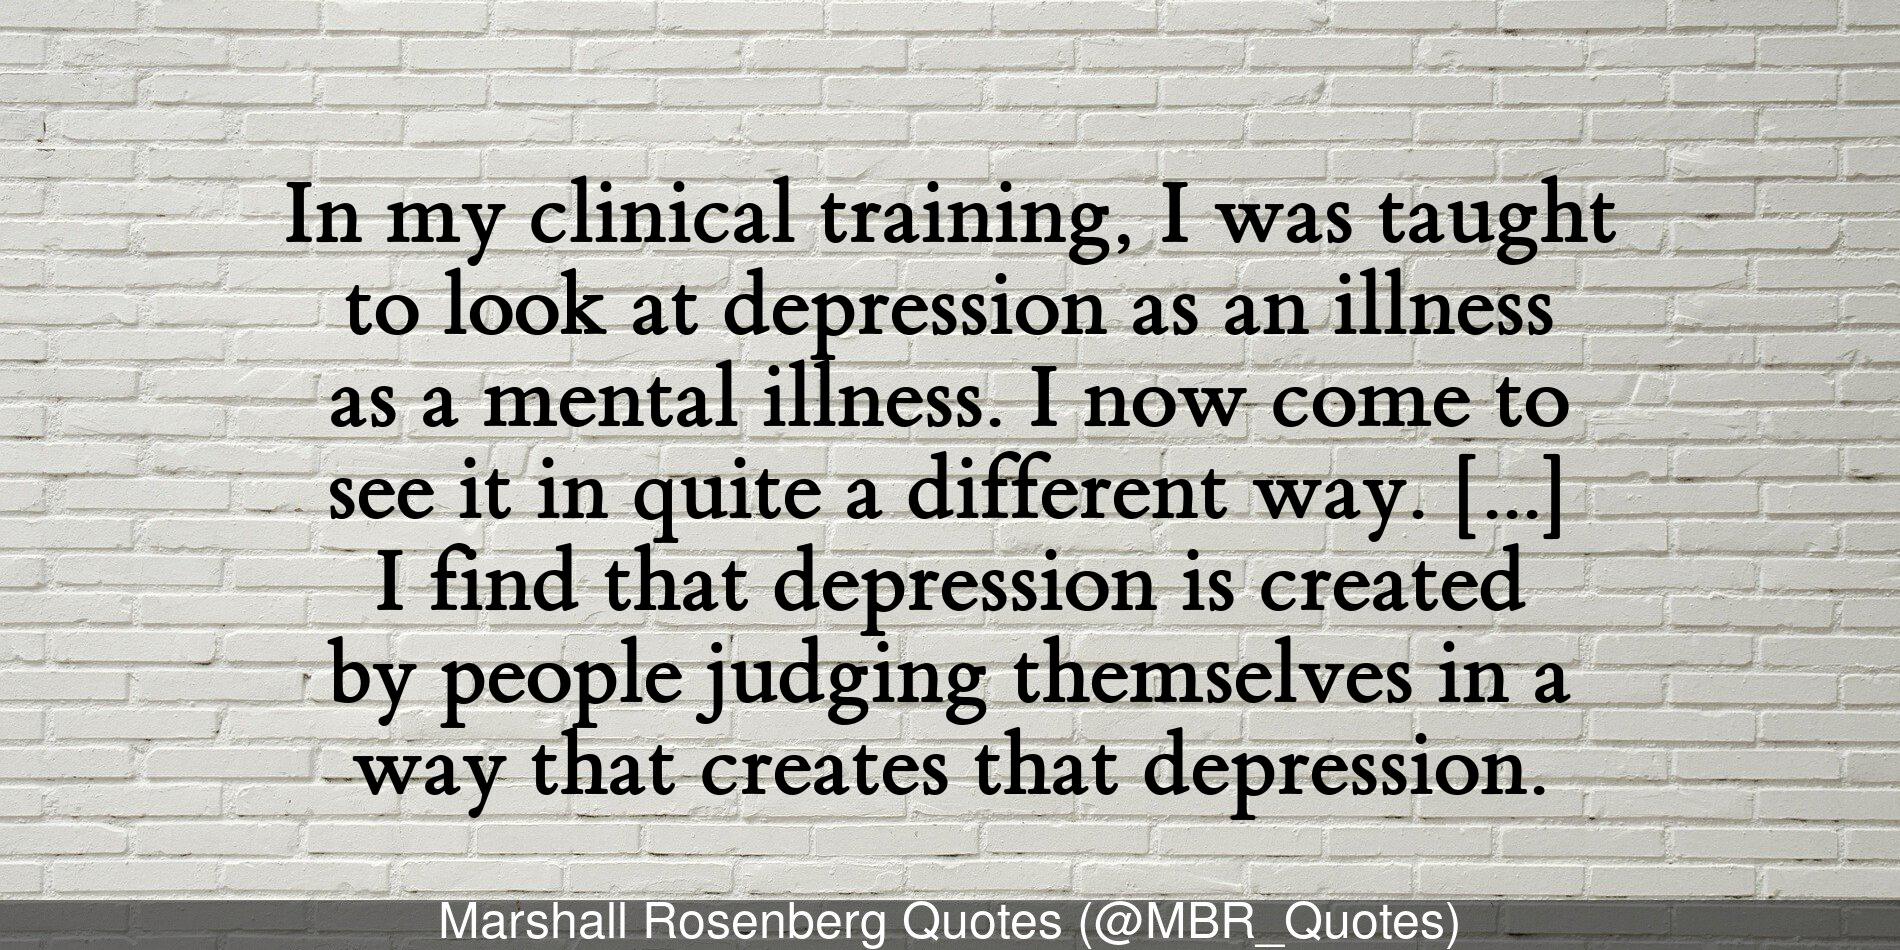 In my clinical training, I was taught
to look at depression as an illness
as a mental illness. I now come to
see it in quite a different way. [...]
I find that depression is created
by people judging themselves in a
way that creates that depression.
Marshall Rosenberg Quotes (@MBR_Quotes)